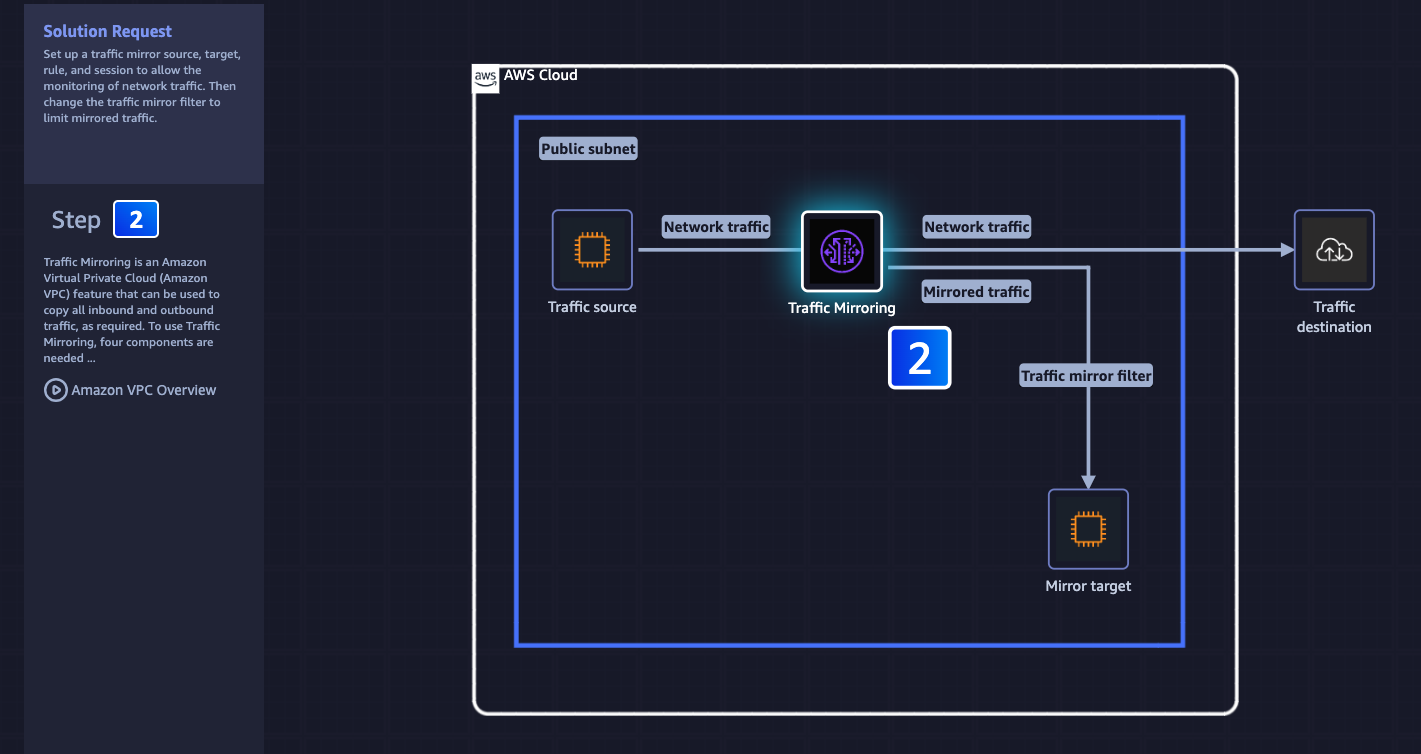 Solution Request
Set up a traffic mirror source, target,
rule, and session to allow the
monitoring of network traffic. Then
change the traffic mirror filter to
limit mirrored traffic.
Step 2
Traffic Mirroring is an Amazon
Virtual Private Cloud (Amazon
VPC) feature that can be used to
copy all inbound and outbound
traffic, as required. To use Traffic
Mirroring, four components are
needed ...
Amazon VPC Overview
aws AWS Cloud
Public subnet
Network traffic
Network traffic
Mirrored traffic
Traffic source
Traffic Mirroring
Traffic
destination
2
Traffic mirror filter
Mirror target